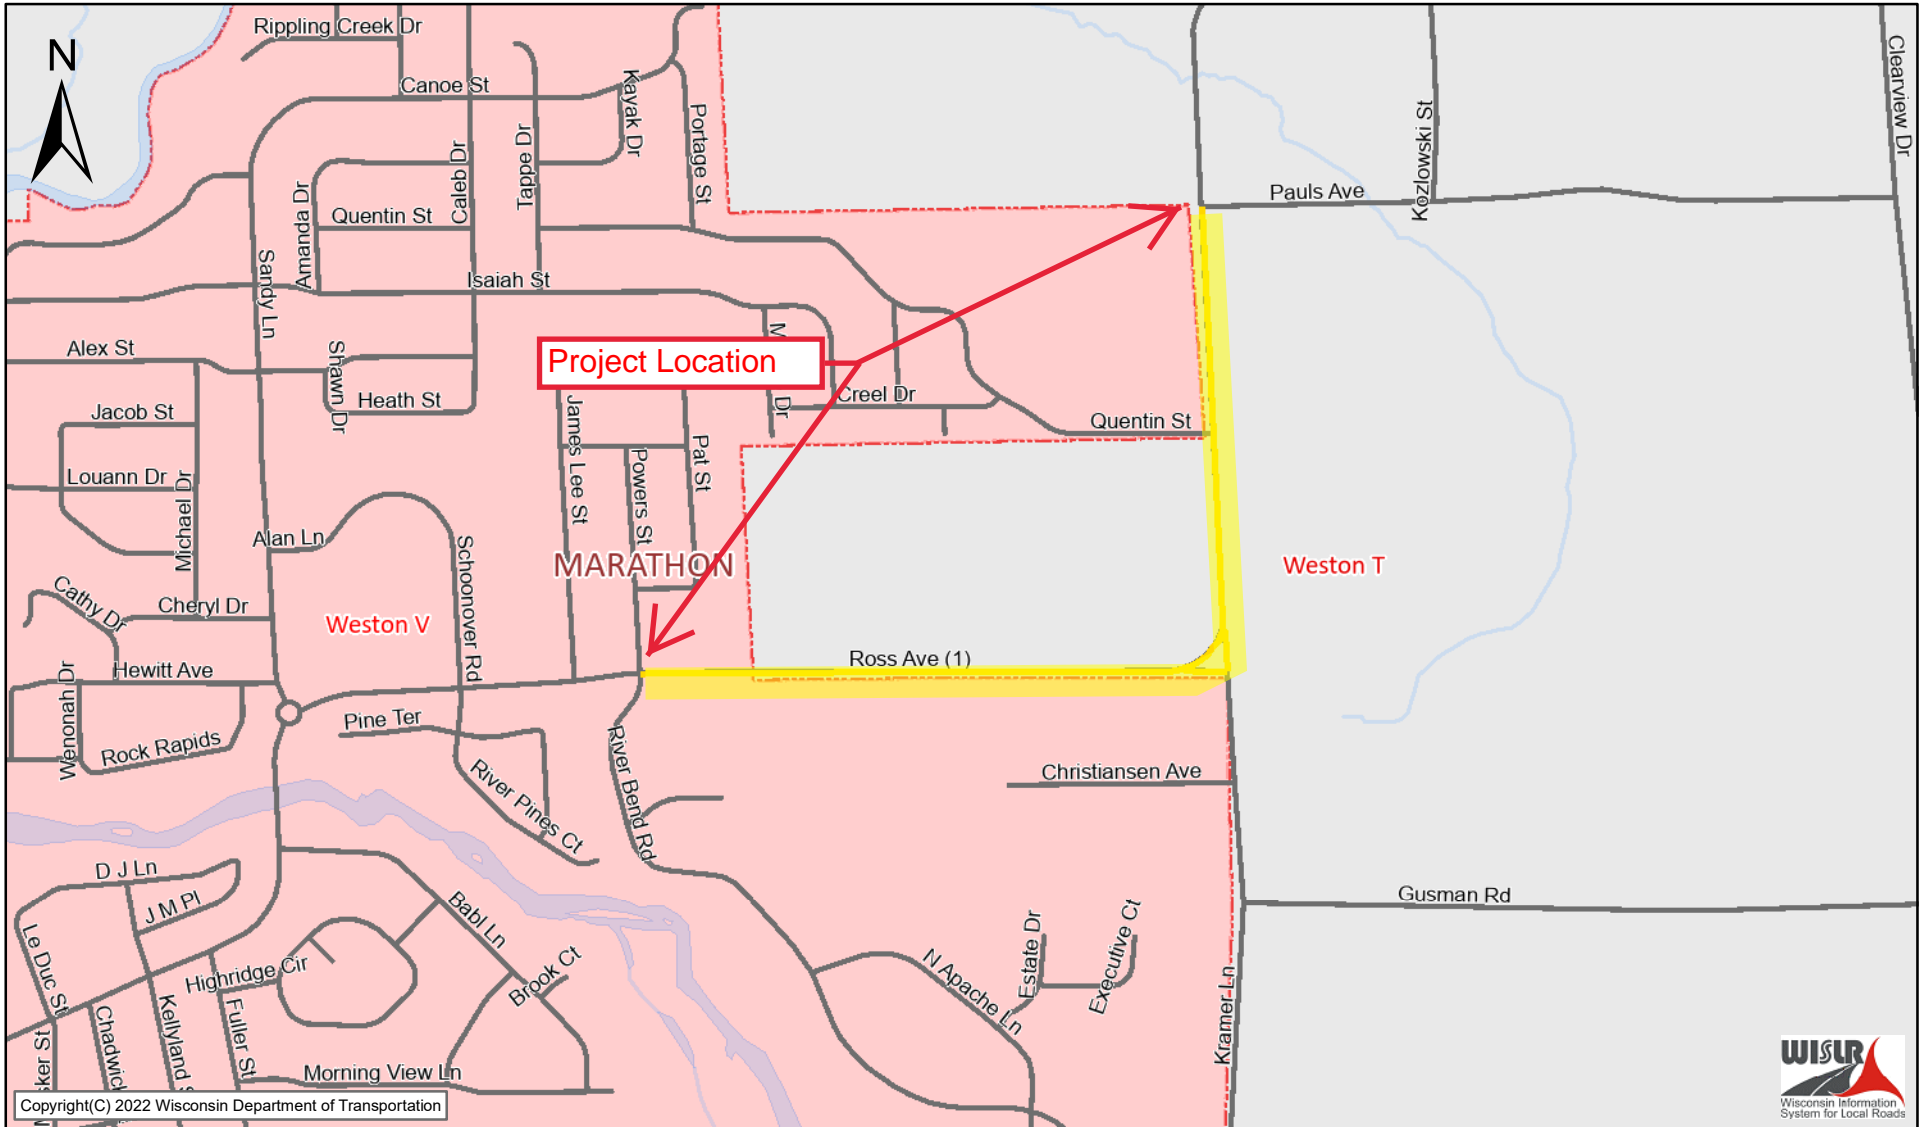 Rippling Creek Dr
Clearview Dr
N
Kayak Dr
Canoe St
Portage St
Kozlowski St
Tappe Dr
Caleb Dr
Amanda Dr
Pauls Ave
Quentin St
Sandy Ln
Isaiah St
M
Dr
Alex St
Shawn Dr
Project Location
Heath St
Creel Dr
Jacob St
Quentin St
James Lee St
Pat St
Powers St
Louann Dr
Michael Dr
Alan Ln
Schoonover Rd
MARATHON
Weston T
Cathy Dr
Cheryl Dr
Weston V
Ross Ave (1)
Hewitt Ave
Wenonah Dr
Pine Ter
Rock Rapids
River Bend Rd
River Pines Ct
Christiansen Ave
D J Ln
J M Pl
Babl Ln
Gusman Rd
Le Duc St
Highridge Cir
Brook Ct
N Apache Ln
Estate Dr
Executive Ct
Kramer Ln
Chadwick
Kellyland S
Fuller St
sker St
Morning View Ln
Copyright(C) 2022 Wisconsin Department of Transportation
WISLR
Wisconsin Information
System for Local Roads